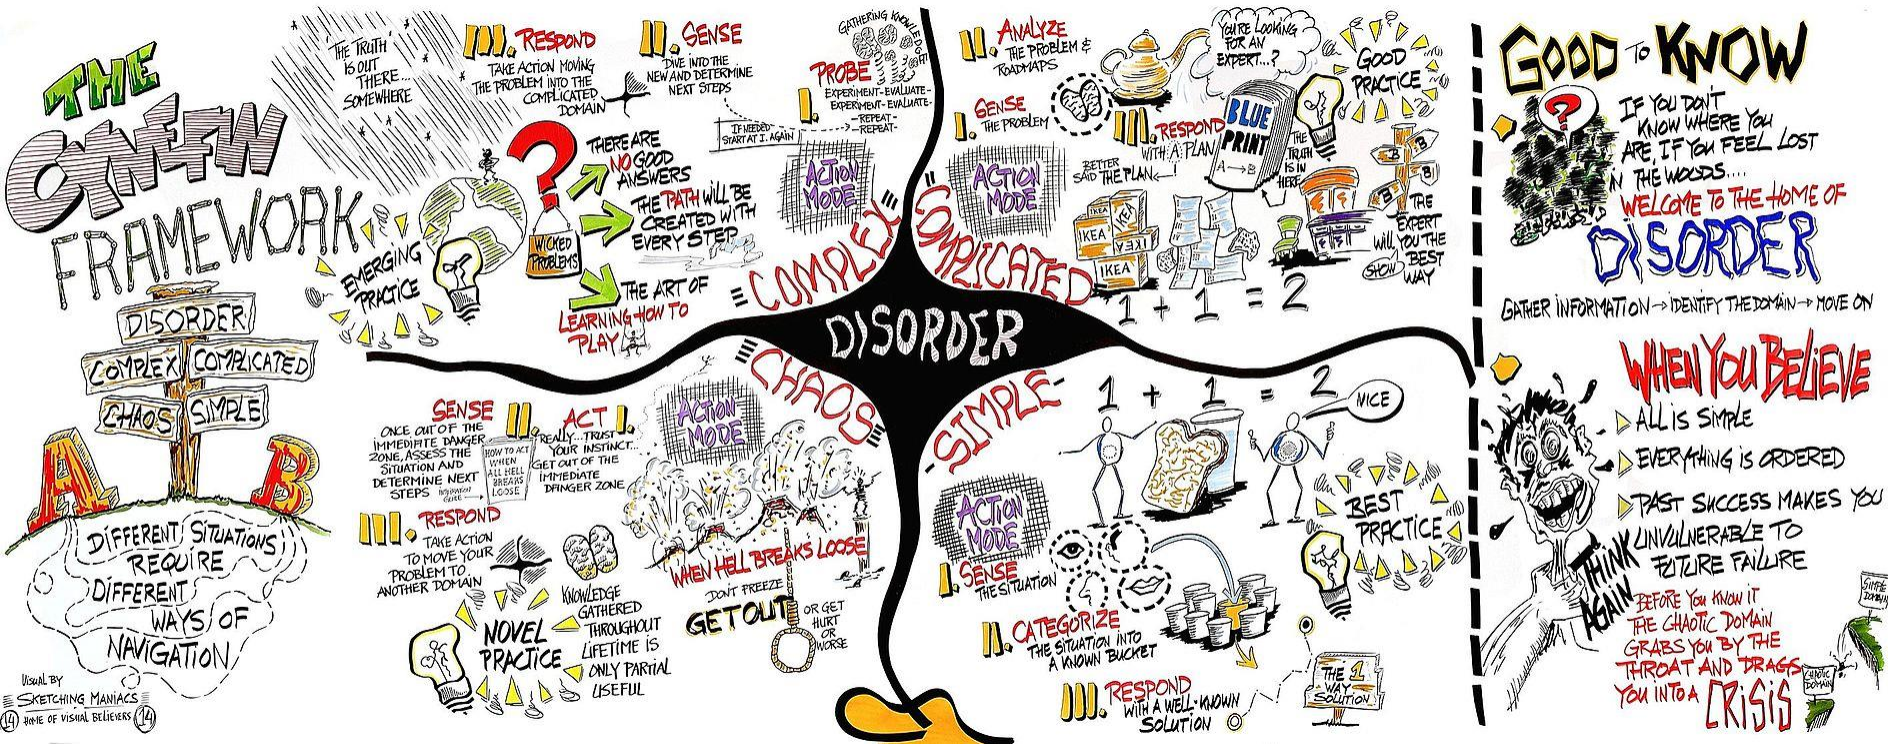 THE
CYNEFIN
FRAMEWORK
DISORDER
COMPLEX
COMPLICATED
CHAOS
SIMPLE
A
B
DIFFERENT SITUATIONS
REQUIRE
DIFFERENT
WAYS OF
NAVIGATION
VISUAL BY
SKETCHING MANIACS
HOME OF VISUAL BELIEVERS
14
14
'THE TRUTH'
IS OUT
THERE...
SOMEWHERE
III. RESPOND
TAKE ACTION MOVING
THE PROBLEM INTO THE
COMPLICATED
DOMAIN
II. SENSE
DIVE INTO THE
NEW AND DETERMINE
NEXT STEPS
GATHERING KNOWLEDGE
I. PROBE
EXPERIMENT-EVALUATE-
EXPERIMENT-EVALUATE-
-REPEAT-
-REPEAT-
IF NEEDED
START AT I. AGAIN
ACTION
MODE
?
WICKED
PROBLEMS
THERE ARE
NO GOOD
ANSWERS
THE PATH WILL BE
CREATED WITH
EVERY STEP
THE ART OF
LEARNING HOW TO
PLAY
EMERGING
PRACTICE
=COMPLEX=
II. ANALYZE
THE PROBLEM &
ROADMAPS
I. SENSE
THE PROBLEM
III. RESPOND
WITH A PLAN
BETTER
SAID THE PLAN
ACTION
MODE
YOU'RE LOOKING
FOR AN
EXPERT...?
BLUE
PRINT
A→B
THE
TRUTH
IS IN
HERE
GOOD
PRACTICE
B
B
B
IKEA
IKEA
IKEA
IKEA
IKEA
THE
EXPERT
WILL SHOW YOU THE
BEST
WAY
1 + 1 = 2
=COMPLICATED
DISORDER
=CHAOS=
ACTION
MODE
I. ACT
REALLY...TRUST
YOUR INSTINCT...
GET OUT OF THE
IMMEDIATE
DANGER ZONE
II. SENSE
ONCE OUT OF THE
IMMEDIATE DANGER
ZONE, ASSESS THE
SITUATION AND
DETERMINE NEXT
STEPS
HOW TO ACT
WHEN
ALL HELL
BREAKS
LOOSE
III. RESPOND
TAKE ACTION
TO MOVE YOUR
PROBLEM TO
ANOTHER DOMAIN
NOVEL
PRACTICE
KNOWLEDGE
GATHERED
THROUGHOUT
LIFETIME IS
ONLY PARTIAL
USEFUL
WHEN HELL BREAKS LOOSE
DON'T FREEZE
GET OUT
OR GET
HURT
OR
WORSE
-SIMPLE-
1 + 1 = 2
NICE
ACTION
MODE
I. SENSE
THE SITUATION
II. CATEGORIZE
THE SITUATION INTO
A KNOWN BUCKET
III. RESPOND
WITH A WELL-KNOWN
SOLUTION
BEST
PRACTICE
THE 1
WAY
SOLUTION
GOOD TO KNOW
?
IF YOU DON'T
KNOW WHERE YOU
ARE, IF YOU FEEL LOST
IN THE WOODS....
WELCOME TO THE HOME OF
DISORDER
GATHER INFORMATION→IDENTIFY THE DOMAIN→MOVE ON
WHEN YOU BELIEVE
ALL IS SIMPLE
EVERYTHING IS ORDERED
PAST SUCCESS MAKES YOU
UNVULNERABLE TO
FUTURE FAILURE
THINK
AGAIN
BEFORE YOU KNOW IT
THE CHAOTIC DOMAIN
GRABS YOU BY THE
THROAT AND DRAGS
YOU INTO A CRISIS
SIMPLE
DOMAIN
CHAOTIC
DOMAIN